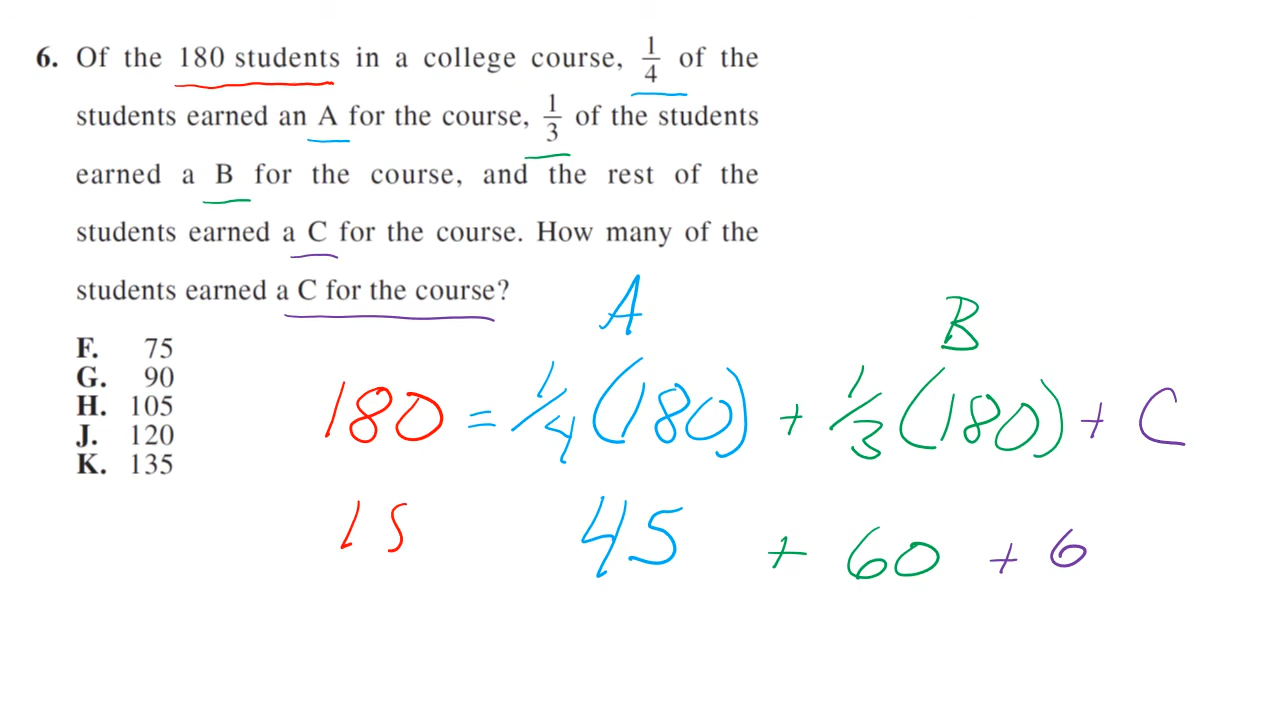 6. Of the 180 students in a college course, 1/4 of the
students earned an A for the course, 1/3 of the students
earned a B for the course, and the rest of the
students earned a C for the course. How many of the
students earned a C for the course?
F. 75
G. 90
H. 105
J. 120
K. 135
A B
180 = 1/4 (180) + 1/3 (180) + C
45 + 60 + 6